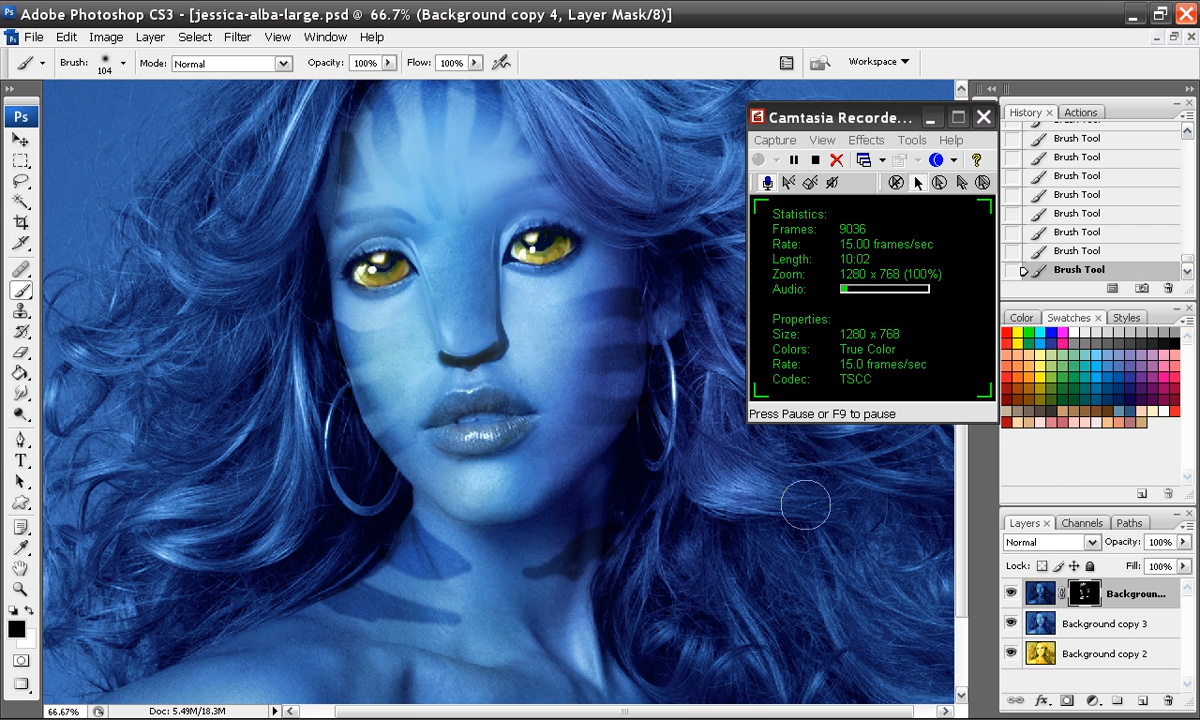 Adobe Photoshop CS3 - [jessica-alba-large.psd @ 66.7% (Background copy 4, Layer Mask/8)]
File Edit Image Layer Select Filter View Window Help
Brush: 104 Mode: Normal Opacity: 100% Flow: 100% Workspace
Ps
Camtasia Recorde...
Capture View Effects Tools Help
Statistics:
Frames: 9036
Rate: 15.00 frames/sec
Length: 10:02
Zoom: 1280 x 768 (100%)
Audio:
Properties:
Size: 1280 x 768
Colors: True Color
Rate: 15.0 frames/sec
Codec: TSCC
Press Pause or F9 to pause
History Actions
Brush Tool
Brush Tool
Brush Tool
Brush Tool
Brush Tool
Brush Tool
Brush Tool
Brush Tool
Color Swatches Styles
Layers Channels Paths
Normal Opacity: 100%
Lock: Fill: 100%
Backgroun...
Background copy 3
Background copy 2
66.67% Doc: 5.49M/18.3M